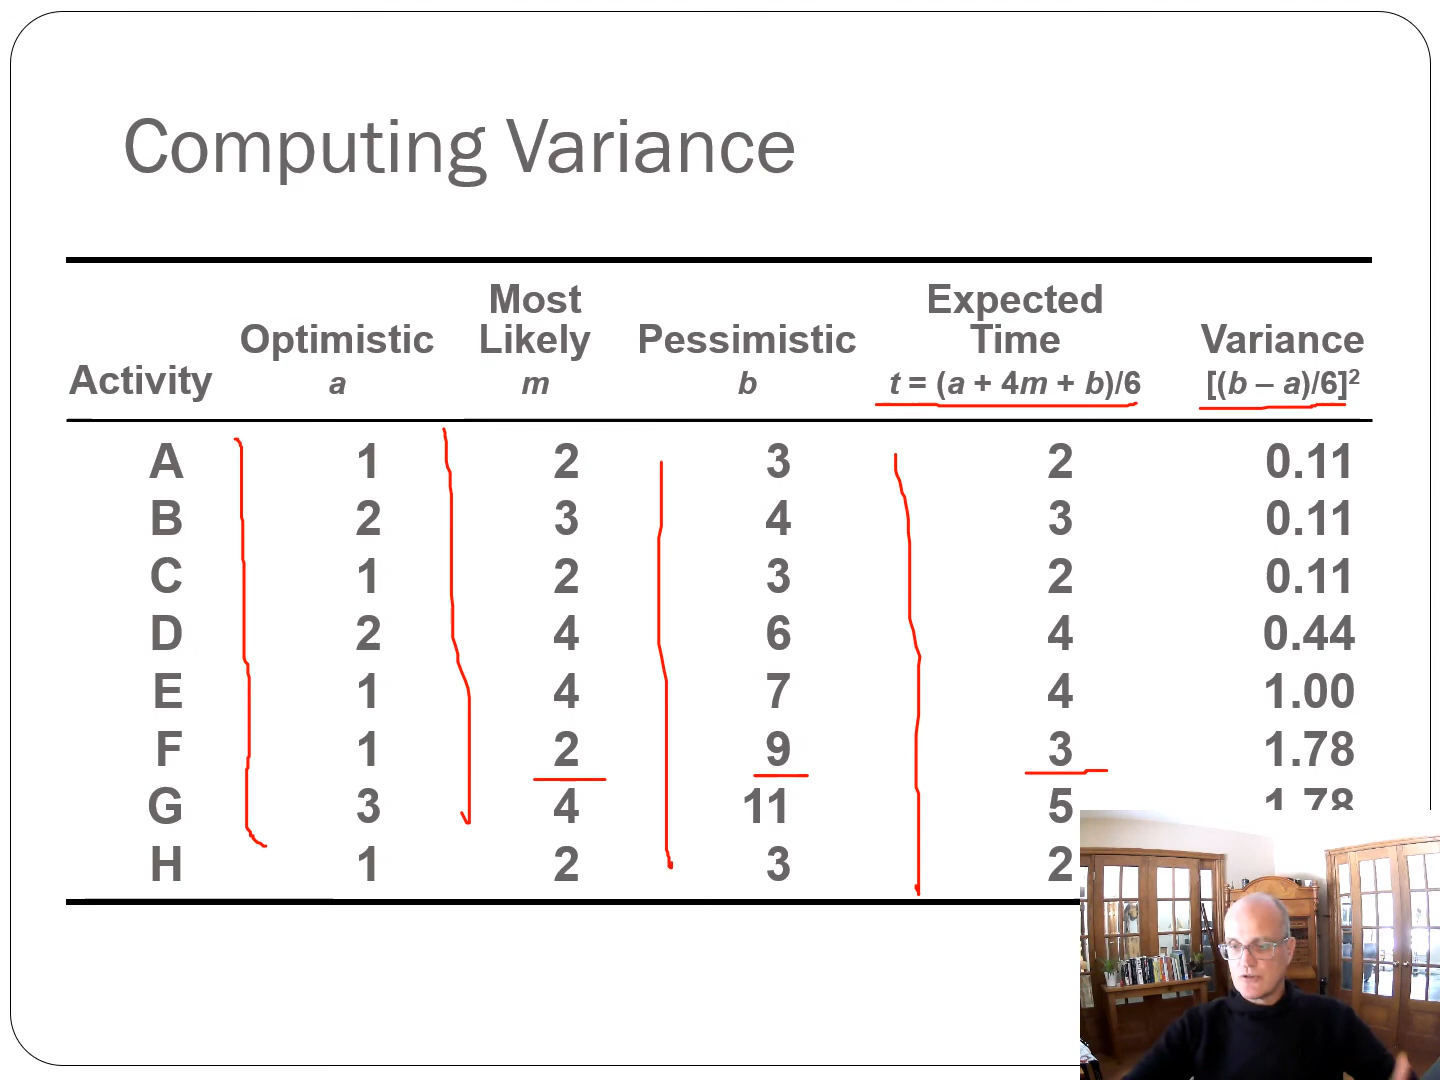 Computing Variance
Activity Optimistic a Most Likely m Pessimistic b Expected Time t = (a + 4m + b)/6 Variance [(b – a)/6]²
A 1 2 3 2 0.11
B 2 3 4 3 0.11
C 1 2 3 2 0.11
D 2 4 6 4 0.44
E 1 4 7 4 1.00
F 1 2 9 3 1.78
G 3 4 11 5 1.78
H 1 2 3 2